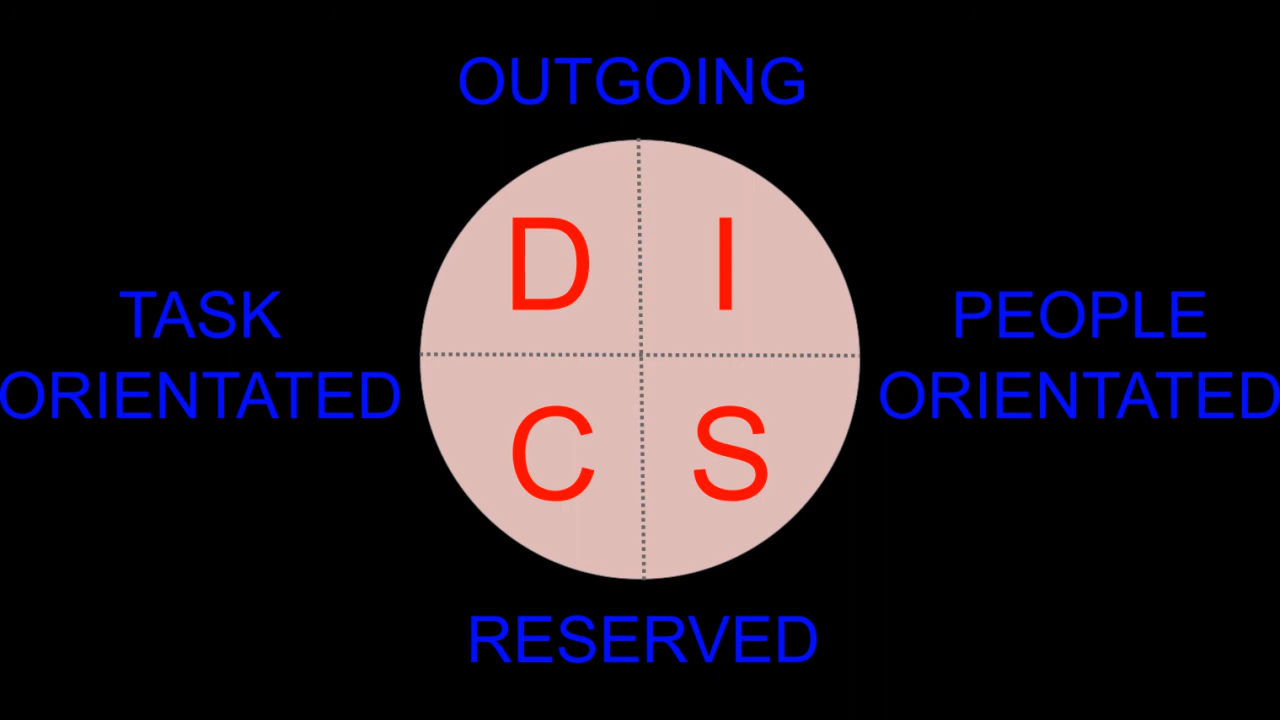 OUTGOING
D I
TASK ORIENTATED
PEOPLE ORIENTATED
C S
RESERVED